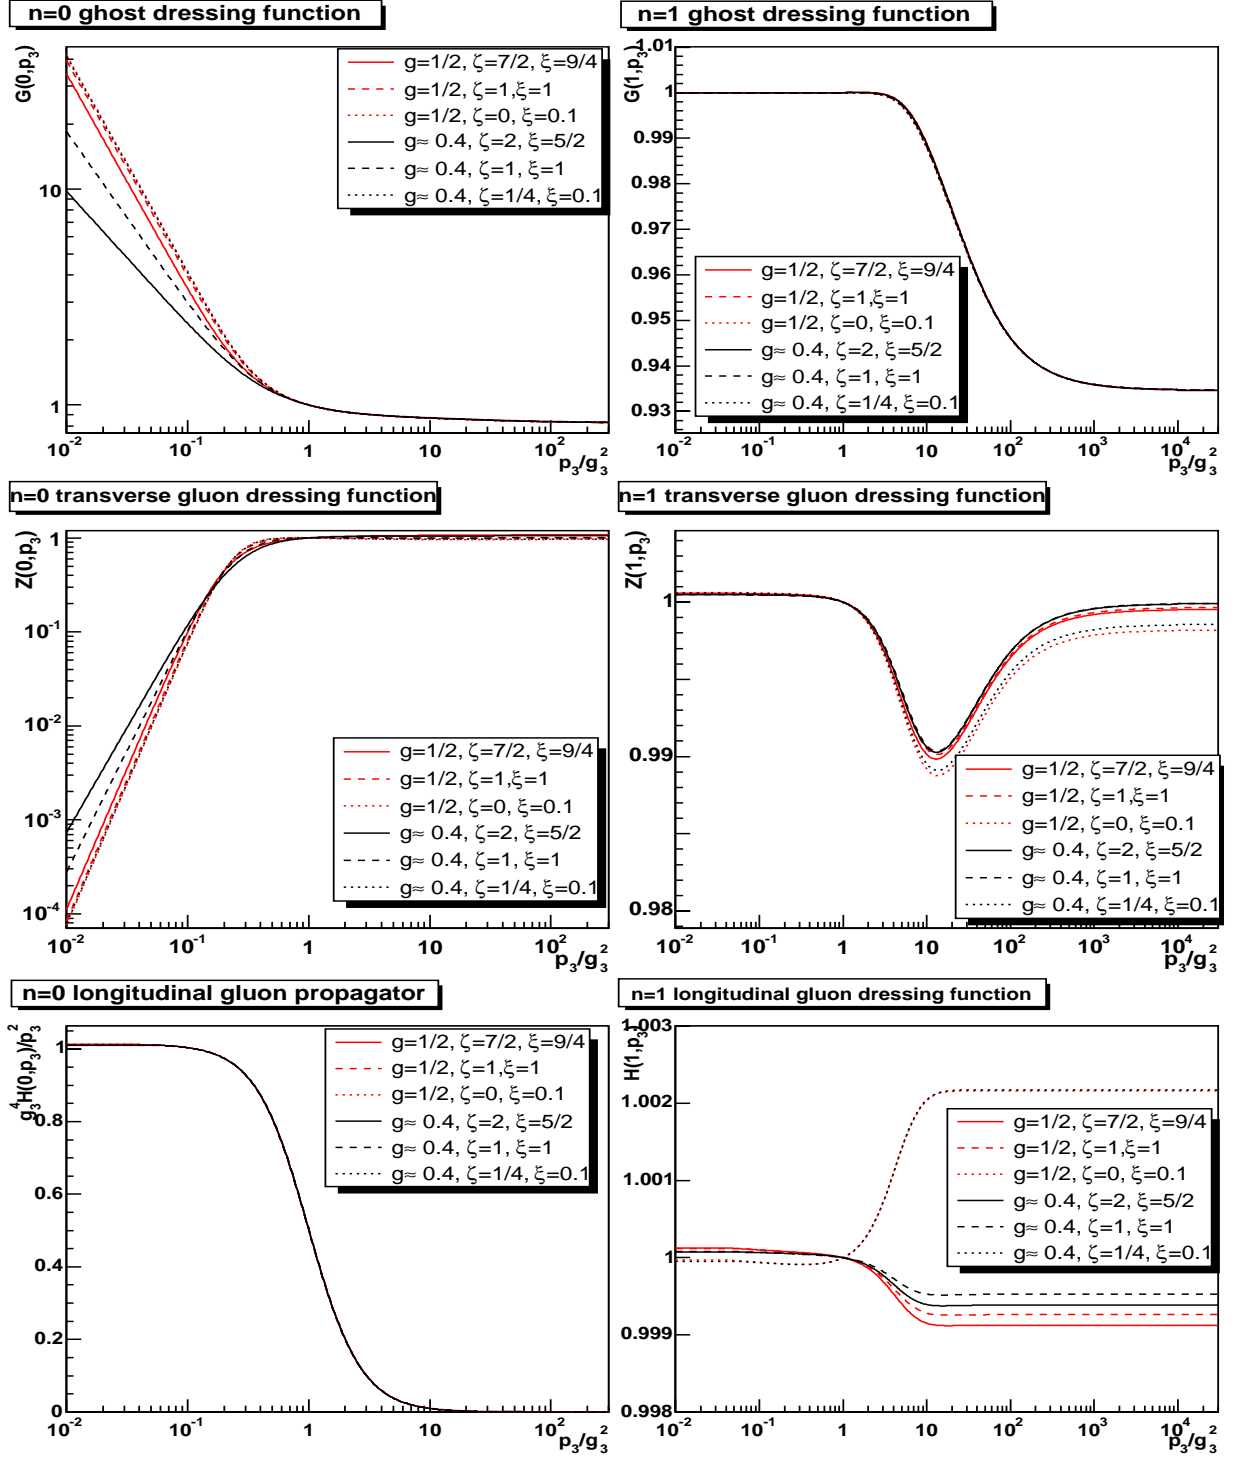 n=0 ghost dressing function
G(0,p₃)
10
1
g=1/2, ζ=7/2, ξ=9/4
g=1/2, ζ=1,ξ=1
g=1/2, ζ=0, ξ=0.1
g≈ 0.4, ζ=2, ξ=5/2
g≈ 0.4, ζ=1, ξ=1
g≈ 0.4, ζ=1/4, ξ=0.1
10⁻² 10⁻¹ 1 10 10²
p₃/g₃²
n=1 ghost dressing function
G(1,p₃)
1.01
1
0.99
0.98
0.97
0.96
0.95
0.94
0.93
g=1/2, ζ=7/2, ξ=9/4
g=1/2, ζ=1,ξ=1
g=1/2, ζ=0, ξ=0.1
g≈ 0.4, ζ=2, ξ=5/2
g≈ 0.4, ζ=1, ξ=1
g≈ 0.4, ζ=1/4, ξ=0.1
10⁻² 10⁻¹ 1 10 10² 10³ 10⁴
p₃/g₃²
n=0 transverse gluon dressing function
Z(0,p₃)
1
10⁻¹
10⁻²
10⁻³
10⁻⁴
g=1/2, ζ=7/2, ξ=9/4
g=1/2, ζ=1,ξ=1
g=1/2, ζ=0, ξ=0.1
g≈ 0.4, ζ=2, ξ=5/2
g≈ 0.4, ζ=1, ξ=1
g≈ 0.4, ζ=1/4, ξ=0.1
10⁻² 10⁻¹ 1 10 10²
p₃/g₃²
n=1 transverse gluon dressing function
Z(1,p₃)
1
0.99
0.98
g=1/2, ζ=7/2, ξ=9/4
g=1/2, ζ=1,ξ=1
g=1/2, ζ=0, ξ=0.1
g≈ 0.4, ζ=2, ξ=5/2
g≈ 0.4, ζ=1, ξ=1
g≈ 0.4, ζ=1/4, ξ=0.1
10⁻² 10⁻¹ 1 10 10² 10³ 10⁴
p₃/g₃²
n=0 longitudinal gluon propagator
g₃⁴H(0,p₃)/p₃²
1
0.8
0.6
0.4
0.2
0
g=1/2, ζ=7/2, ξ=9/4
g=1/2, ζ=1,ξ=1
g=1/2, ζ=0, ξ=0.1
g≈ 0.4, ζ=2, ξ=5/2
g≈ 0.4, ζ=1, ξ=1
g≈ 0.4, ζ=1/4, ξ=0.1
10⁻² 10⁻¹ 1 10 10²
p₃/g₃²
n=1 longitudinal gluon dressing function
H(1,p₃)
1.003
1.002
1.001
1
0.999
0.998
g=1/2, ζ=7/2, ξ=9/4
g=1/2, ζ=1,ξ=1
g=1/2, ζ=0, ξ=0.1
g≈ 0.4, ζ=2, ξ=5/2
g≈ 0.4, ζ=1, ξ=1
g≈ 0.4, ζ=1/4, ξ=0.1
10⁻² 10⁻¹ 1 10 10² 10³ 10⁴
p₃/g₃²